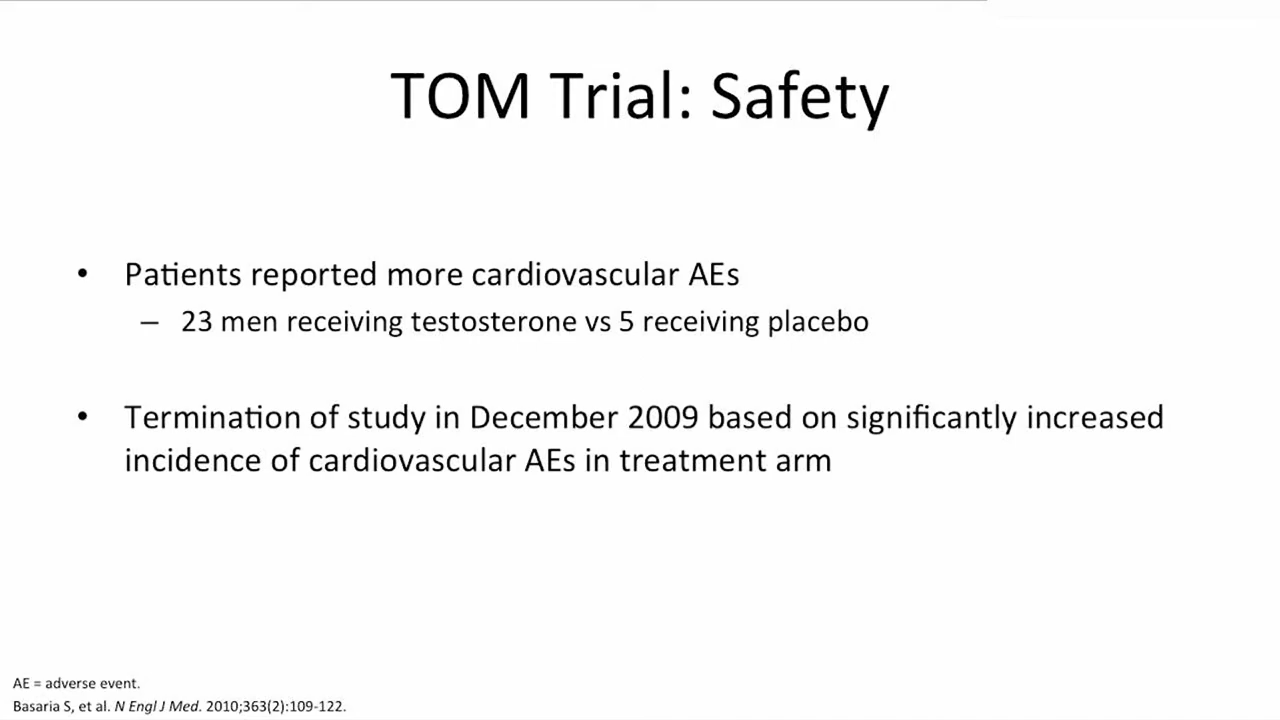 TOM Trial: Safety
• Patients reported more cardiovascular AEs
– 23 men receiving testosterone vs 5 receiving placebo
• Termination of study in December 2009 based on significantly increased
incidence of cardiovascular AEs in treatment arm
AE = adverse event.
Basaria S, et al. N Engl J Med. 2010;363(2):109-122.